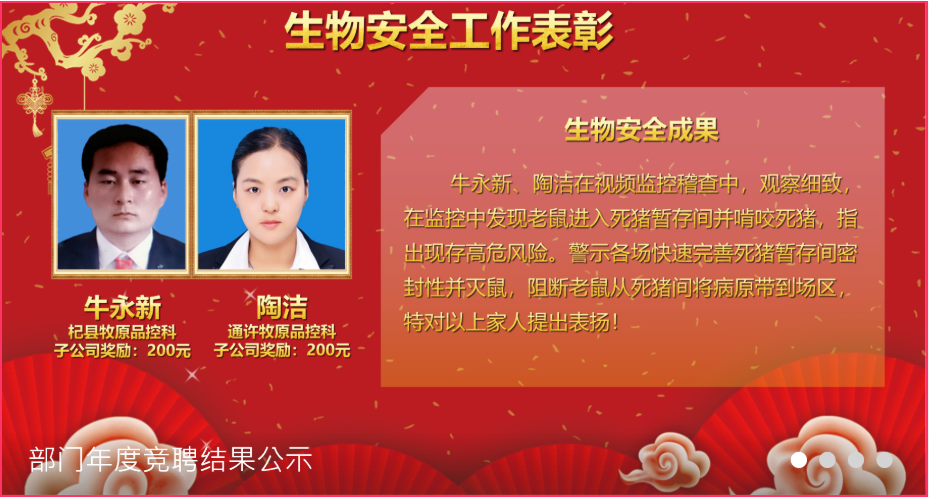 生物安全工作表彰
生物安全成果
牛永新、陶洁在视频监控稽查中，观察细致，
在监控中发现老鼠进入死猪暂存间并啃咬死猪，指
出现存高危风险。警示各场快速完善死猪暂存间密
封性并灭鼠，阻断老鼠从死猪间将病原带到场区，
特对以上家人提出表扬！
牛永新
杞县牧原品控科
子公司奖励：200元
陶洁
通许牧原品控科
子公司奖励：200元
部门年度竞聘结果公示